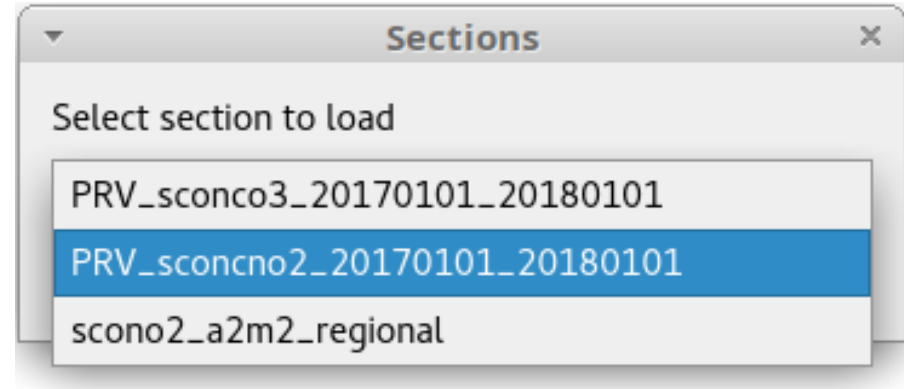 Sections
Select section to load
PRV_sconco3_20170101_20180101
PRV_sconcno2_20170101_20180101
scono2_a2m2_regional